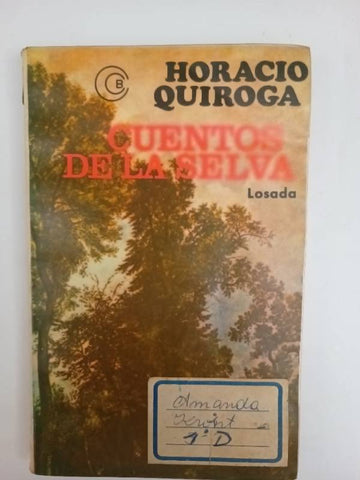 B
HORACIO
QUIROGA
CUENTOS
DE LA SELVA
Losada
Amanda
1° D